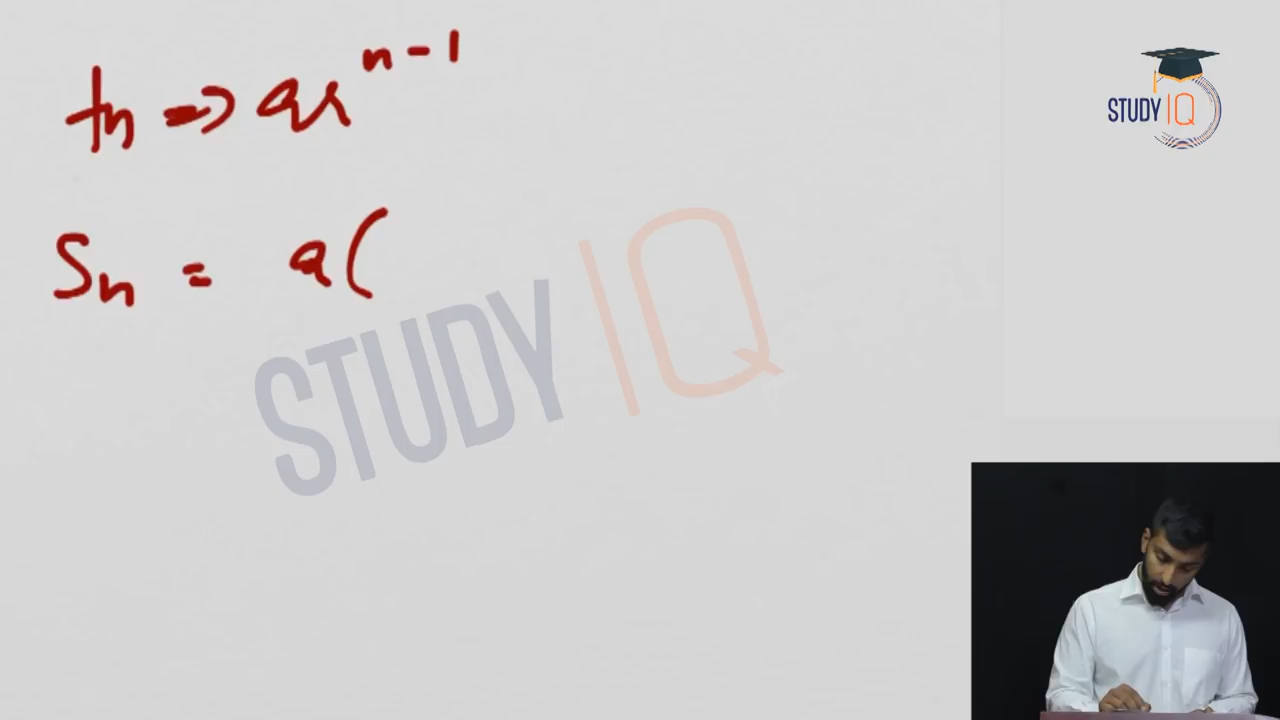 tn => ar^n-1
Sn = a(
STUDY IQ
STUDY IQ